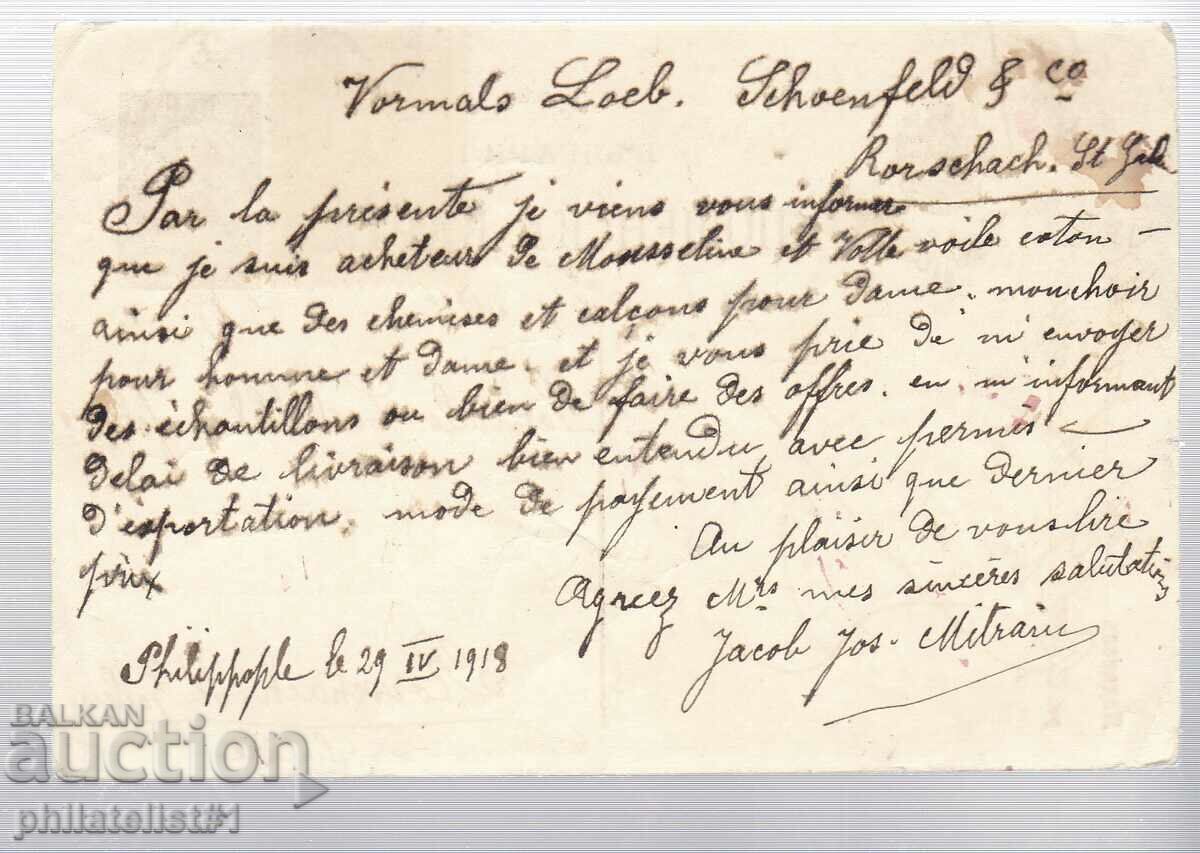 Vormals Loeb. Schoenfeld & Co
Rorschach. St Gale
Par la présente je viens vous informer
que je suis acheteur de Mousseline et Volle voile coton –
ainsi que des chemises et calçons pour dame. mouchoir
pour homme et dame. et je vous prie de m'envoyer
des échantillons ou bien de faire des offres. en m'informant
delai de livraison bien entendu avec permis
d'exportation. mode de payement ainsi que dernier
prix
Au plaisir de vous lire
Agreez Mrs mes sincères salutations
Jacob Jos. Mitrani
Philippople le 29 IV 1918
BALKAN
auction
philatelist#1